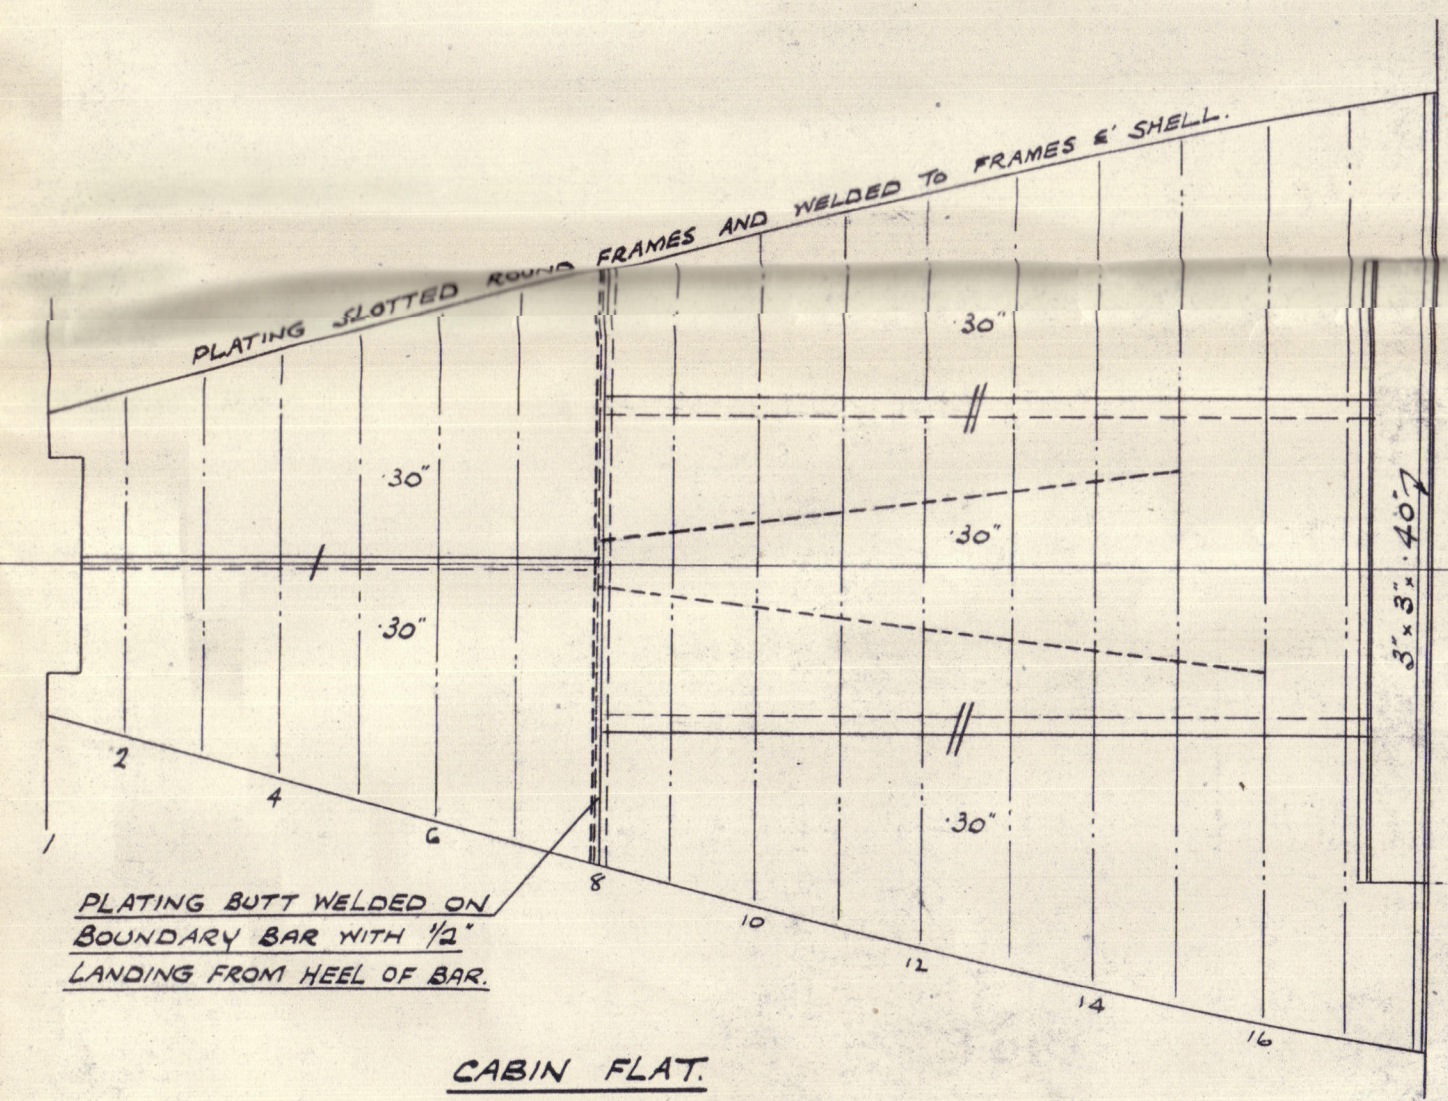 PLATING SLOTTED ROUND FRAMES AND WELDED TO FRAMES & SHELL.
·30"
·30"
·30"
·30"
·30"
3" x 3" x ·40"
1
2
4
6
8
10
12
14
16
PLATING BUTT WELDED ON
BOUNDARY BAR WITH 1/2"
LANDING FROM HEEL OF BAR.
CABIN FLAT.